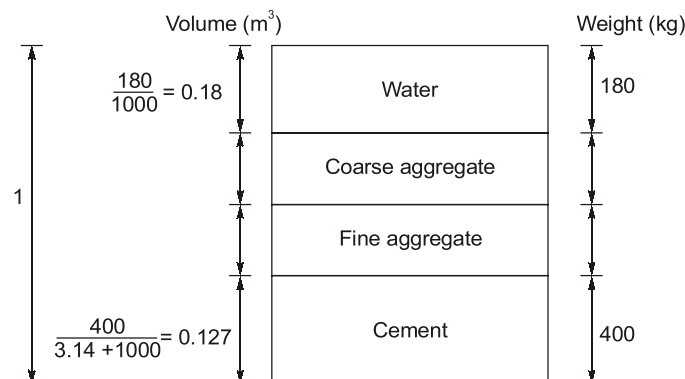 Volume (m³) Weight (kg)
180
1000
= 0.18
Water
180
Coarse aggregate
1
Fine aggregate
400
3.14 +1000
= 0.127
Cement
400